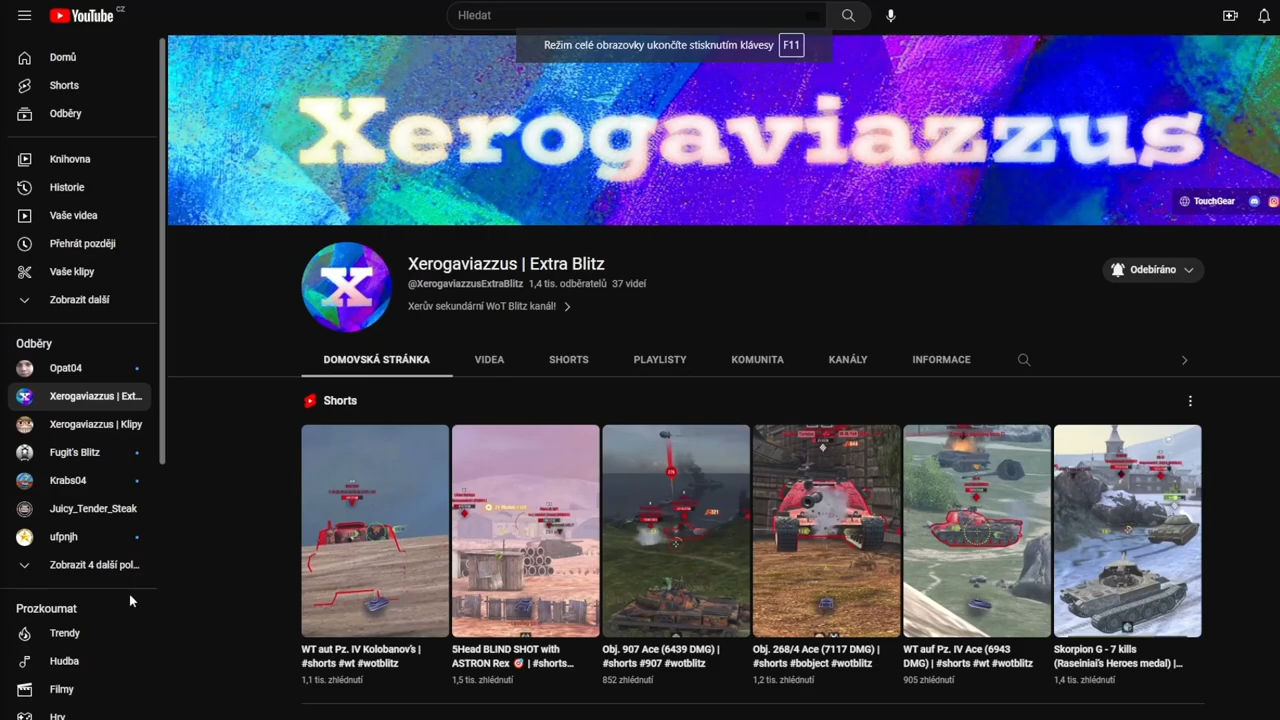 YouTube CZ
Hledat
Režim celé obrazovky ukončíte stisknutím klávesy F11
Domů
Shorts
Odběry
Knihovna
Historie
Vaše videa
Přehrát později
Vaše klipy
Zobrazit další
Odběry
Opat04
Xerogaviazzus | Ext...
Xerogaviazzus | Klipy
Fugit's Blitz
Krabs04
Juicy_Tender_Steak
ufpnjh
Zobrazit 4 další pol...
Prozkoumat
Trendy
Hudba
Filmy
Hry
Xerogaviazzus
TouchGear
X
Xerogaviazzus | Extra Blitz
@XerogaviazzusExtraBlitz 1,4 tis. odběratelů 37 videí
Xerův sekundární WoT Blitz kanál!
Odebíráno
DOMOVSKÁ STRÁNKA VIDEA SHORTS PLAYLISTY KOMUNITA KANÁLY INFORMACE
Shorts
WT aut Pz. IV Kolobanov's |
#shorts #wt #wotblitz
1,1 tis. zhlédnutí
5Head BLIND SHOT with
ASTRON Rex 🎯 | #shorts...
1,5 tis. zhlédnutí
Obj. 907 Ace (6439 DMG) |
#shorts #907 #wotblitz
852 zhlédnutí
Obj. 268/4 Ace (7117 DMG) |
#shorts #bobject #wotblitz
1,2 tis. zhlédnutí
WT auf Pz. IV Ace (6943
DMG) | #shorts #wt #wotblitz
905 zhlédnutí
Skorpion G - 7 kills
(Raseiniai's Heroes medal) |...
1,4 tis. zhlédnutí